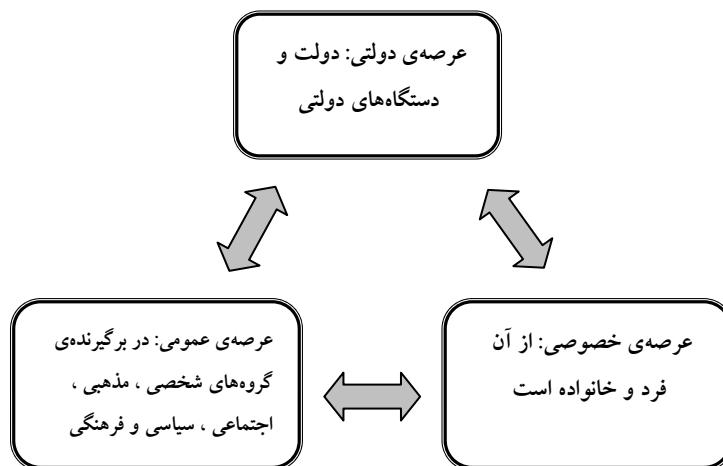 عرصه‌ی دولتی: دولت و
دستگاه‌های دولتی
عرصه‌ی خصوصی: از آن
فرد و خانواده است
عرصه‌ی عمومی: در برگیرنده‌ی
گروه‌های شخصی ، مذهبی ،
اجتماعی ، سیاسی و فرهنگی